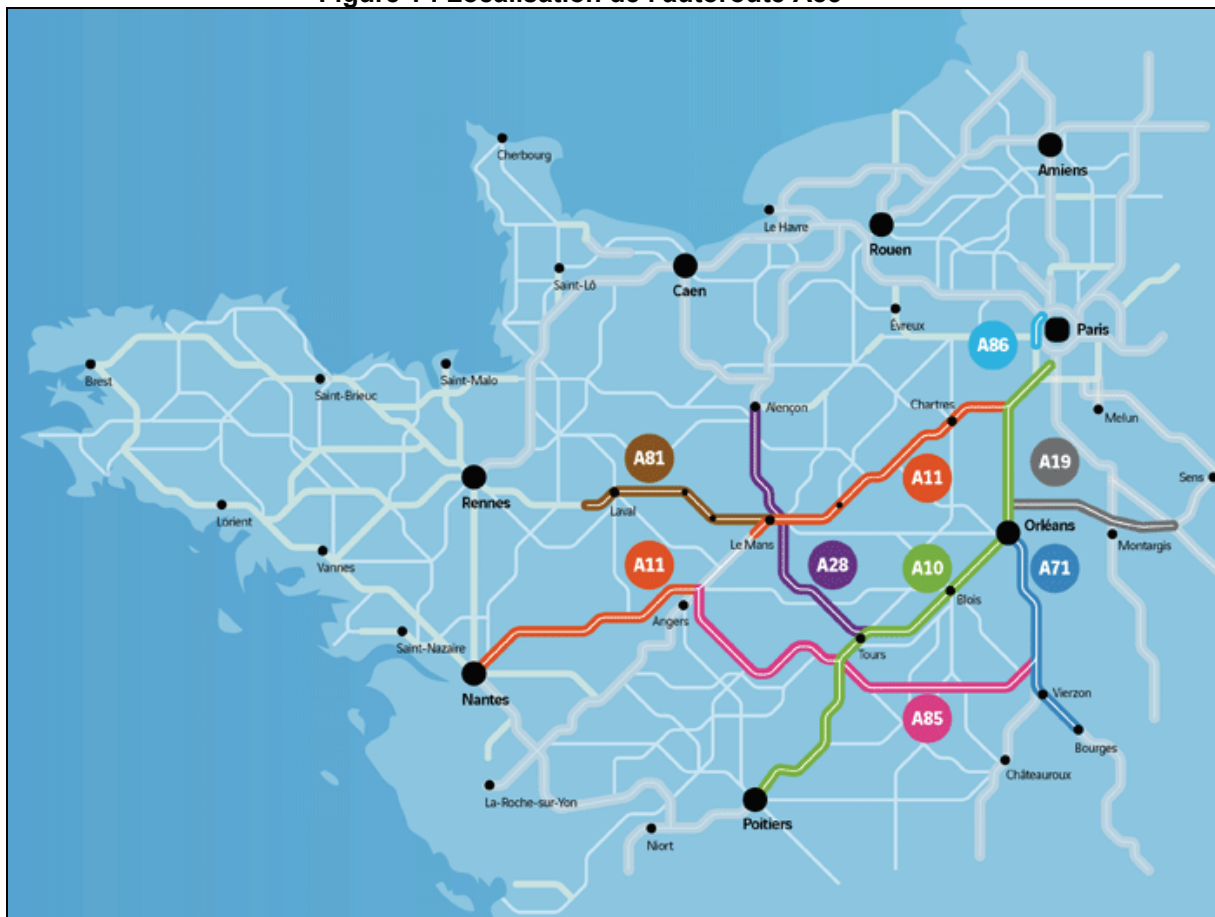 Cherbourg
Amiens
Le Havre
Rouen
Saint-Lô
Caen
Évreux
Paris
A86
Brest
Saint-Brieuc
Saint-Malo
Alençon
Chartres
Melun
A81
A11
A19
Sens
Rennes
Laval
Lorient
Orléans
Le Mans
Montargis
Vannes
A11
A28
A10
A71
Blois
Angers
Saint-Nazaire
Tours
Nantes
Vierzon
A85
Bourges
Châteauroux
La-Roche-sur-Yon
Poitiers
Niort